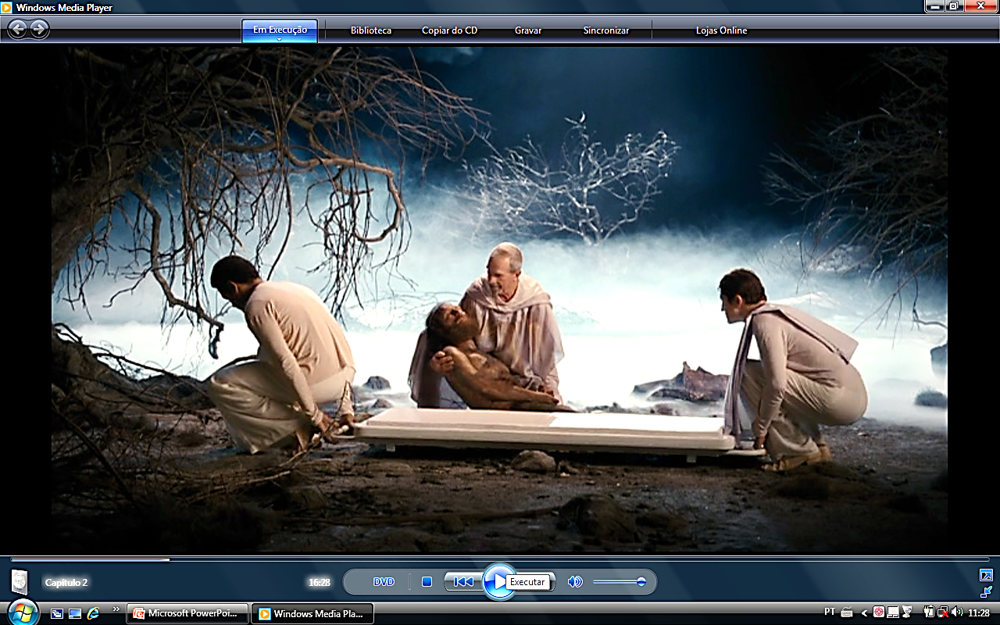 Windows Media Player
Em Execução
Biblioteca
Copiar do CD
Gravar
Sincronizar
Lojas Online
Capítulo 2
16:28
DVD
Executar
Microsoft PowerPoi...
Windows Media Pla...
PT
11:28